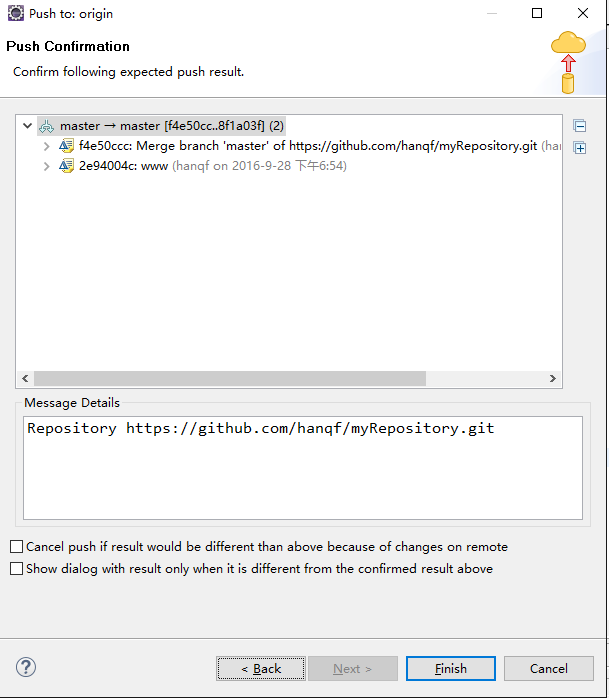 Push to: origin
Push Confirmation
Confirm following expected push result.
master → master [f4e50cc..8f1a03f] (2)
f4e50ccc: Merge branch 'master' of https://github.com/hanqf/myRepository.git
2e94004c: www (hanqf on 2016-9-28 下午6:54)
Message Details
Repository https://github.com/hanqf/myRepository.git
Cancel push if result would be different than above because of changes on remote
Show dialog with result only when it is different from the confirmed result above
?
< Back
Next >
Finish
Cancel